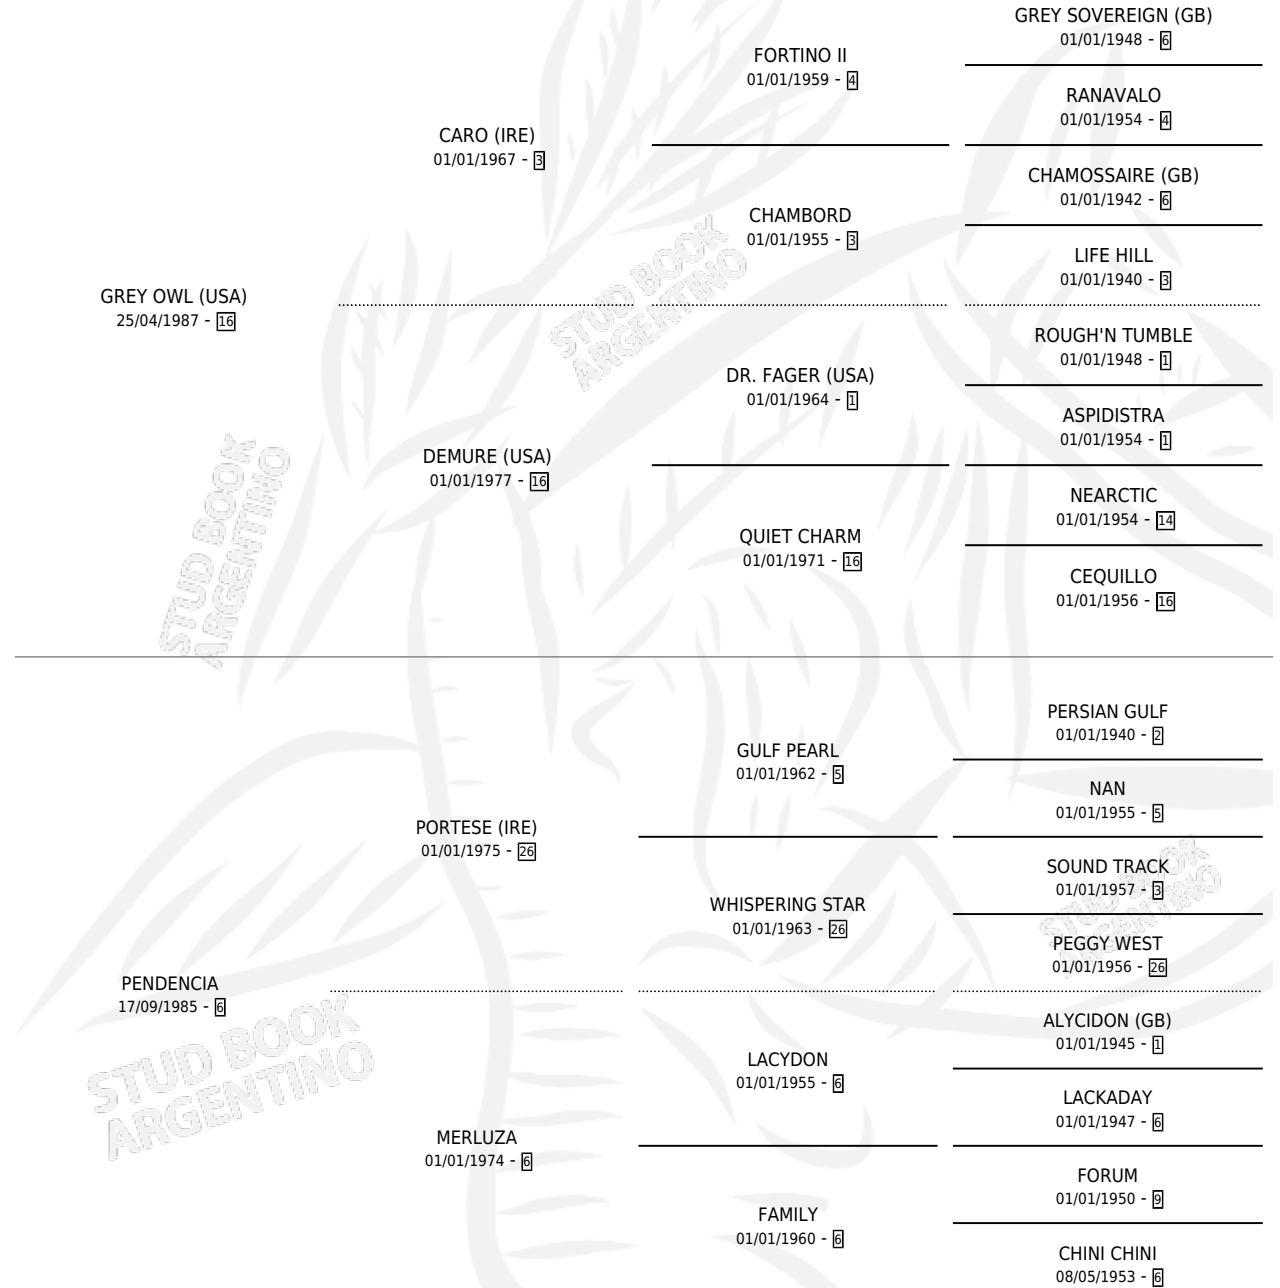 GREY SOVEREIGN (GB)
01/01/1948 - 6
FORTINO II
01/01/1959 - 4
RANAVALO
01/01/1954 - 4
CARO (IRE)
01/01/1967 - 3
CHAMOSSAIRE (GB)
01/01/1942 - 6
CHAMBORD
01/01/1955 - 3
LIFE HILL
01/01/1940 - 3
GREY OWL (USA)
25/04/1987 - 16
ROUGH'N TUMBLE
01/01/1948 - 1
DR. FAGER (USA)
01/01/1964 - 1
ASPIDISTRA
01/01/1954 - 1
DEMURE (USA)
01/01/1977 - 16
NEARCTIC
01/01/1954 - 14
QUIET CHARM
01/01/1971 - 16
CEQUILLO
01/01/1956 - 16
STUD BOOK
ARGENTINO
STUD BOOK
ARGENTINO
PERSIAN GULF
01/01/1940 - 2
GULF PEARL
01/01/1962 - 5
NAN
01/01/1955 - 5
PORTESE (IRE)
01/01/1975 - 26
SOUND TRACK
01/01/1957 - 3
WHISPERING STAR
01/01/1963 - 26
PEGGY WEST
01/01/1956 - 26
STUD BOOK
ARGENTINO
PENDENCIA
17/09/1985 - 6
ALYCIDON (GB)
01/01/1945 - 1
LACYDON
01/01/1955 - 6
LACKADAY
01/01/1947 - 6
STUD BOOK
ARGENTINO
MERLUZA
01/01/1974 - 6
FORUM
01/01/1950 - 9
FAMILY
01/01/1960 - 6
CHINI CHINI
08/05/1953 - 6